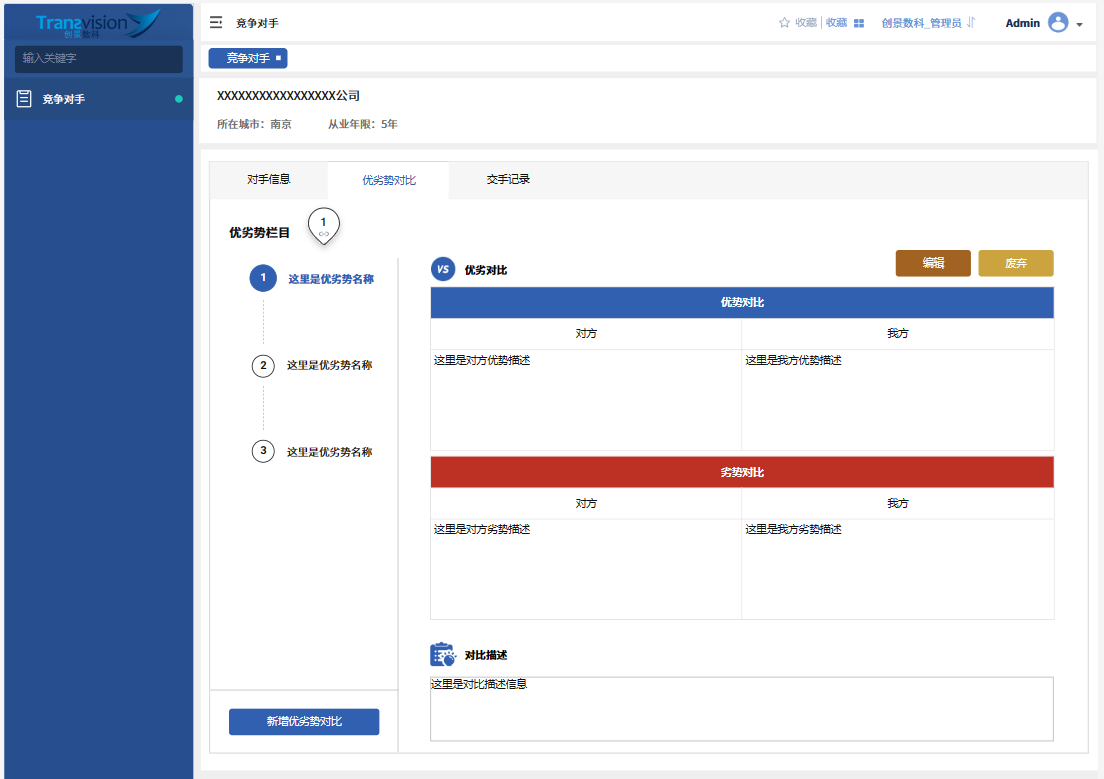 Tranzvision
创景数科
输入关键字
竞争对手
竞争对手
收藏 收藏 创景数科_管理员 Admin
竞争对手
XXXXXXXXXXXXXXXXX公司
所在城市：南京 从业年限：5年
对手信息 优劣势对比 交手记录
优劣势栏目
1
1 这里是优劣势名称
2 这里是优劣势名称
3 这里是优劣势名称
新增优劣势对比
VS 优劣对比
编辑 废弃
优势对比
对方 我方
这里是对方优势描述 这里是我方优势描述
劣势对比
对方 我方
这里是对方劣势描述 这里是我方劣势描述
对比描述
这里是对比描述信息